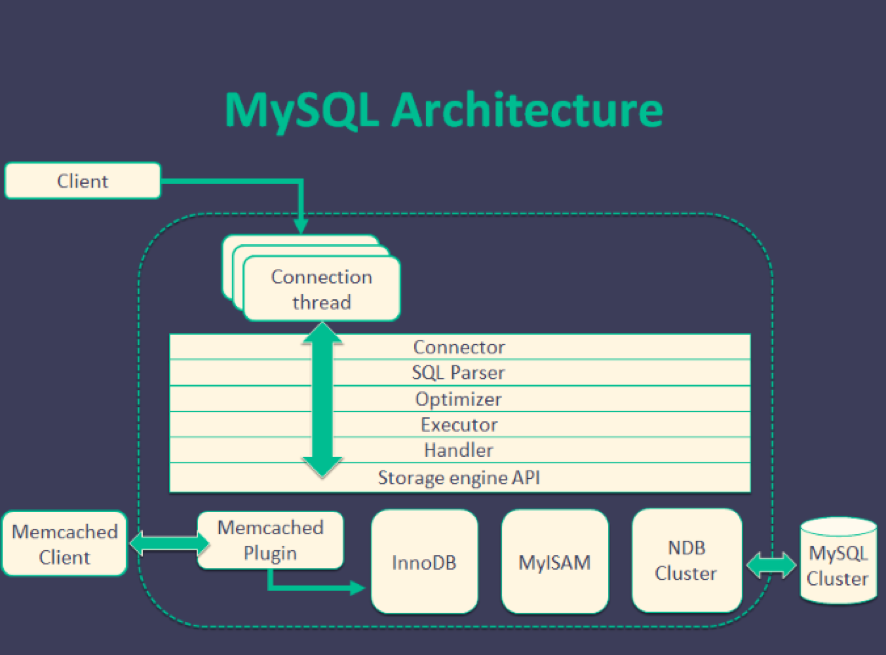 MySQL Architecture
Client
Connection
thread
Connector
SQL Parser
Optimizer
Executor
Handler
Storage engine API
Memcached
Client
Memcached
Plugin
InnoDB
MyISAM
NDB
Cluster
MySQL
Cluster